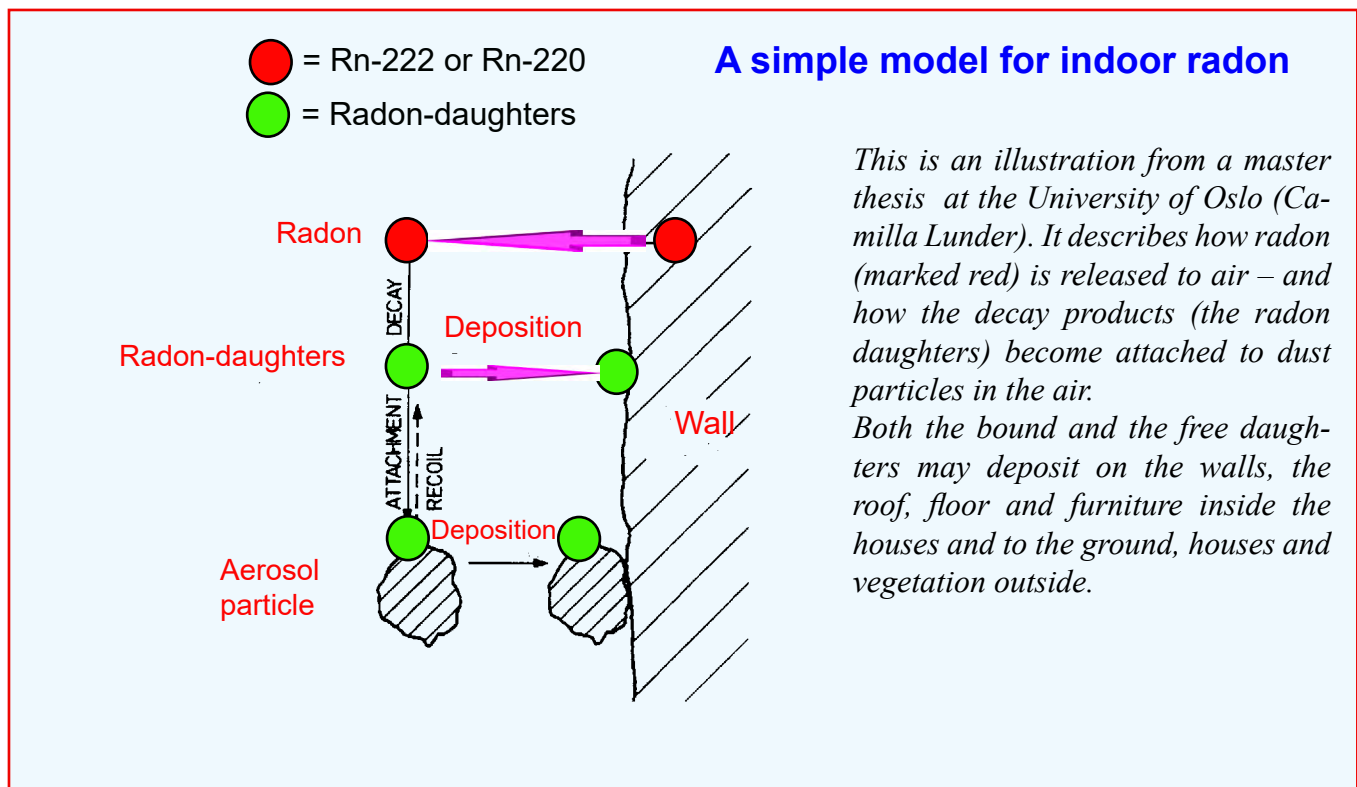 = Rn-222 or Rn-220
= Radon-daughters
A simple model for indoor radon
Radon
DECAY
Deposition
Radon-daughters
Wall
ATTACHMENT
RECOIL
Deposition
Aerosol
particle
This is an illustration from a master
thesis at the University of Oslo (Ca-
milla Lunder). It describes how radon
(marked red) is released to air – and
how the decay products (the radon
daughters) become attached to dust
particles in the air.
Both the bound and the free daugh-
ters may deposit on the walls, the
roof, floor and furniture inside the
houses and to the ground, houses and
vegetation outside.